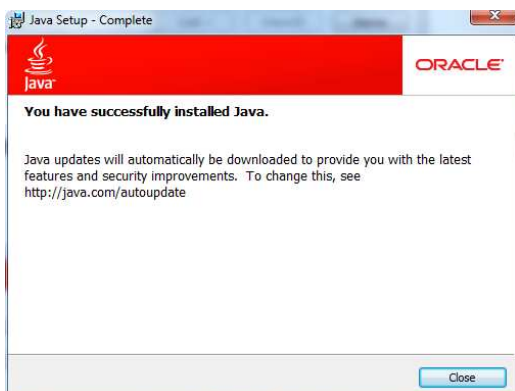 Java Setup - Complete
Java
ORACLE
You have successfully installed Java.
Java updates will automatically be downloaded to provide you with the latest
features and security improvements. To change this, see
http://java.com/autoupdate
Close